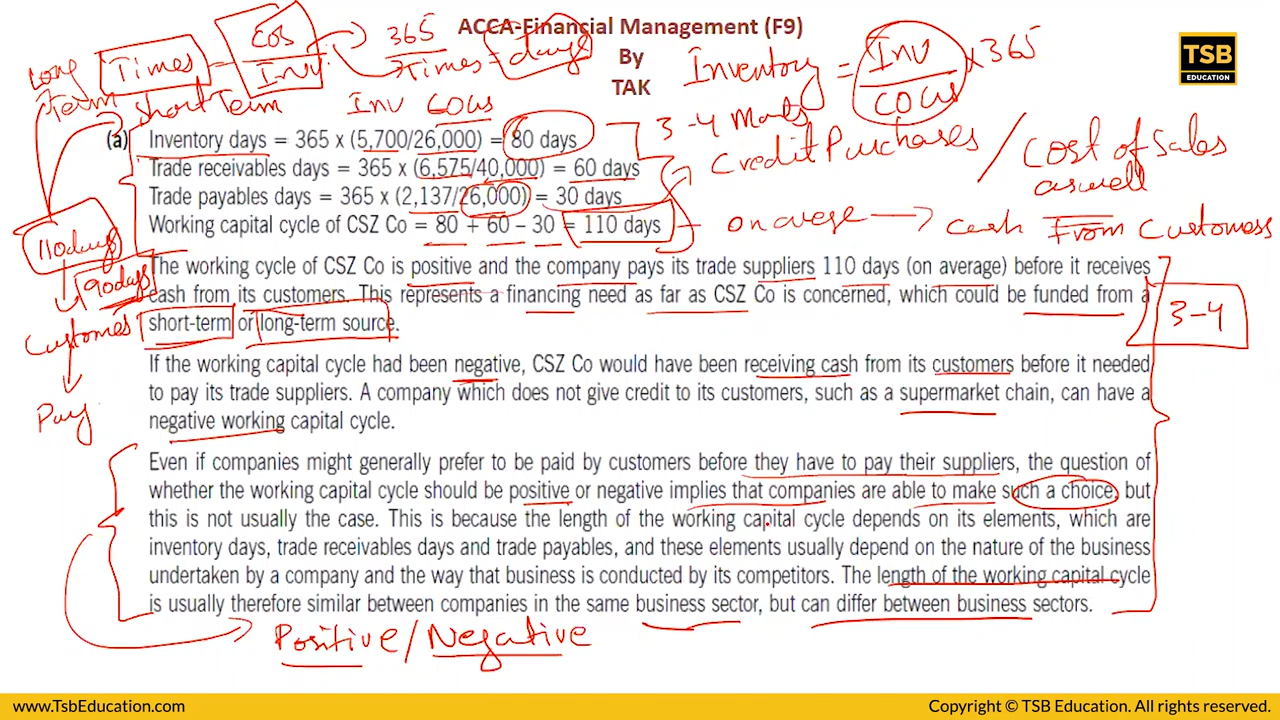 ACCA-Financial Management (F9)
By
TAK
TSB
EDUCATION
Long
term
Times = COS / Inv
365 / Times = days
Inventory = Inv / COGS × 365
short Term
Inv COGS
3-4 Marks
Credit Purchases / Cost of Sales
aswell
(a) Inventory days = 365 x (5,700/26,000) = 80 days
Trade receivables days = 365 x (6,575/40,000) = 60 days
Trade payables days = 365 x (2,137/26,000) = 30 days
Working capital cycle of CSZ Co = 80 + 60 – 30 = 110 days
on average → cash From Customers
110 days
90 days
Customers
Pay
The working cycle of CSZ Co is positive and the company pays its trade suppliers 110 days (on average) before it receives
cash from its customers. This represents a financing need as far as CSZ Co is concerned, which could be funded from a
short-term or long-term source.
3-4
If the working capital cycle had been negative, CSZ Co would have been receiving cash from its customers before it needed
to pay its trade suppliers. A company which does not give credit to its customers, such as a supermarket chain, can have a
negative working capital cycle.
Even if companies might generally prefer to be paid by customers before they have to pay their suppliers, the question of
whether the working capital cycle should be positive or negative implies that companies are able to make such a choice, but
this is not usually the case. This is because the length of the working capital cycle depends on its elements, which are
inventory days, trade receivables days and trade payables, and these elements usually depend on the nature of the business
undertaken by a company and the way that business is conducted by its competitors. The length of the working capital cycle
is usually therefore similar between companies in the same business sector, but can differ between business sectors.
Positive/Negative
www.TsbEducation.com
Copyright © TSB Education. All rights reserved.